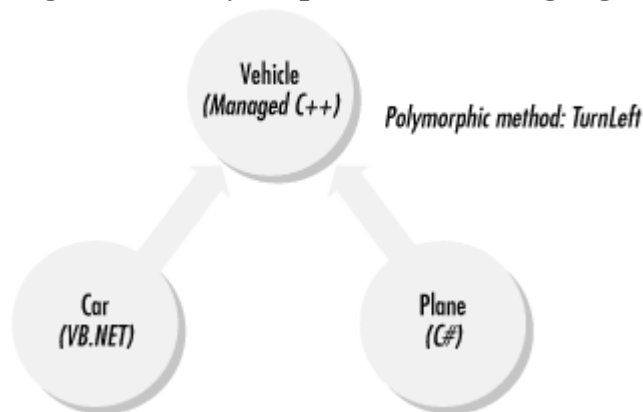 Vehicle
(Managed C++)
Polymorphic method: TurnLeft
Car
(VB.NET)
Plane
(C#)